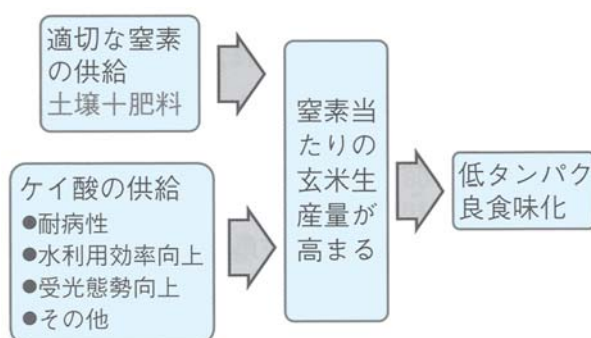 適切な窒素
の供給
土壌＋肥料
ケイ酸の供給
●耐病性
●水利用効率向上
●受光態勢向上
●その他
窒素当
たりの
玄米生
産量が
高まる
低タンパク
良食味化